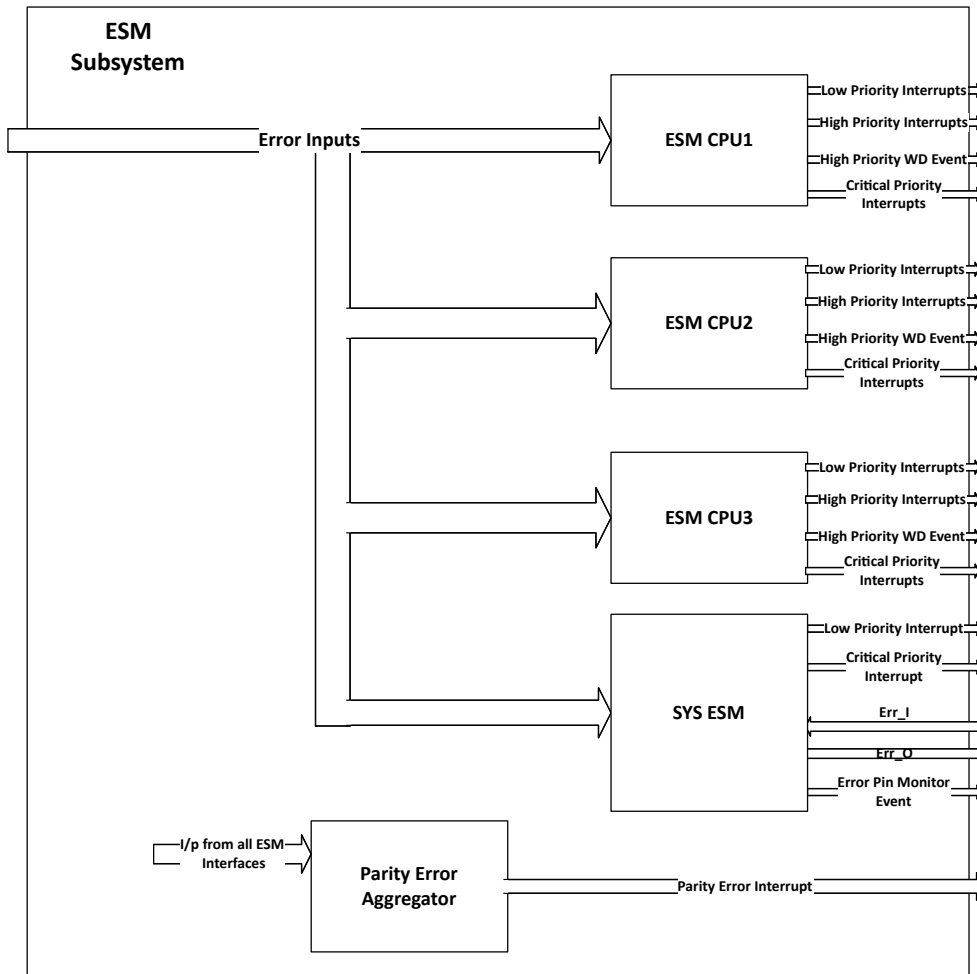 ESM
Subsystem
Error Inputs
ESM CPU1
Low Priority Interrupts
High Priority Interrupts
High Priority WD Event
Critical Priority
Interrupts
ESM CPU2
Low Priority Interrupts
High Priority Interrupts
High Priority WD Event
Critical Priority
Interrupts
ESM CPU3
Low Priority Interrupts
High Priority Interrupts
High Priority WD Event
Critical Priority
Interrupts
SYS ESM
Low Priority Interrupt
Critical Priority
Interrupt
Err_I
Err_O
Error Pin Monitor
Event
I/p from all ESM
Interfaces
Parity Error
Aggregator
Parity Error Interrupt